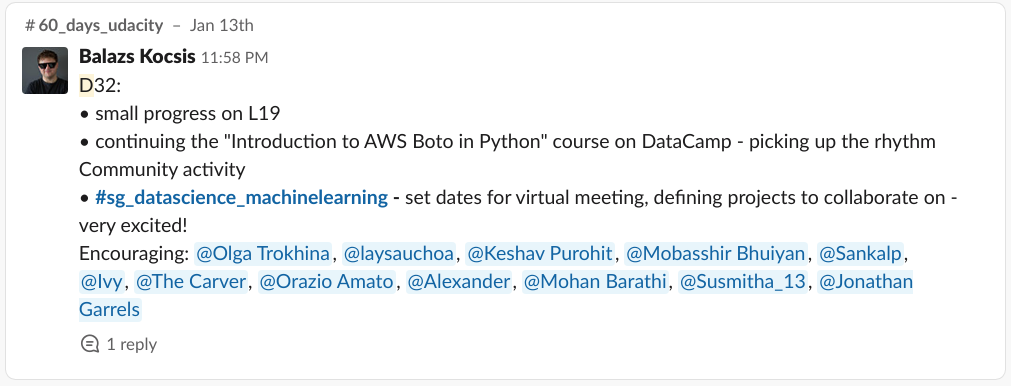 # 60_days_udacity – Jan 13th
Balazs Kocsis 11:58 PM
D32:
• small progress on L19
• continuing the "Introduction to AWS Boto in Python" course on DataCamp - picking up the rhythm
Community activity
• #sg_datascience_machinelearning - set dates for virtual meeting, defining projects to collaborate on -
very excited!
Encouraging: @Olga Trokhina, @laysauchoa, @Keshav Purohit, @Mobasshir Bhuiyan, @Sankalp,
@Ivy, @The Carver, @Orazio Amato, @Alexander, @Mohan Barathi, @Susmitha_13, @Jonathan
Garrels
1 reply